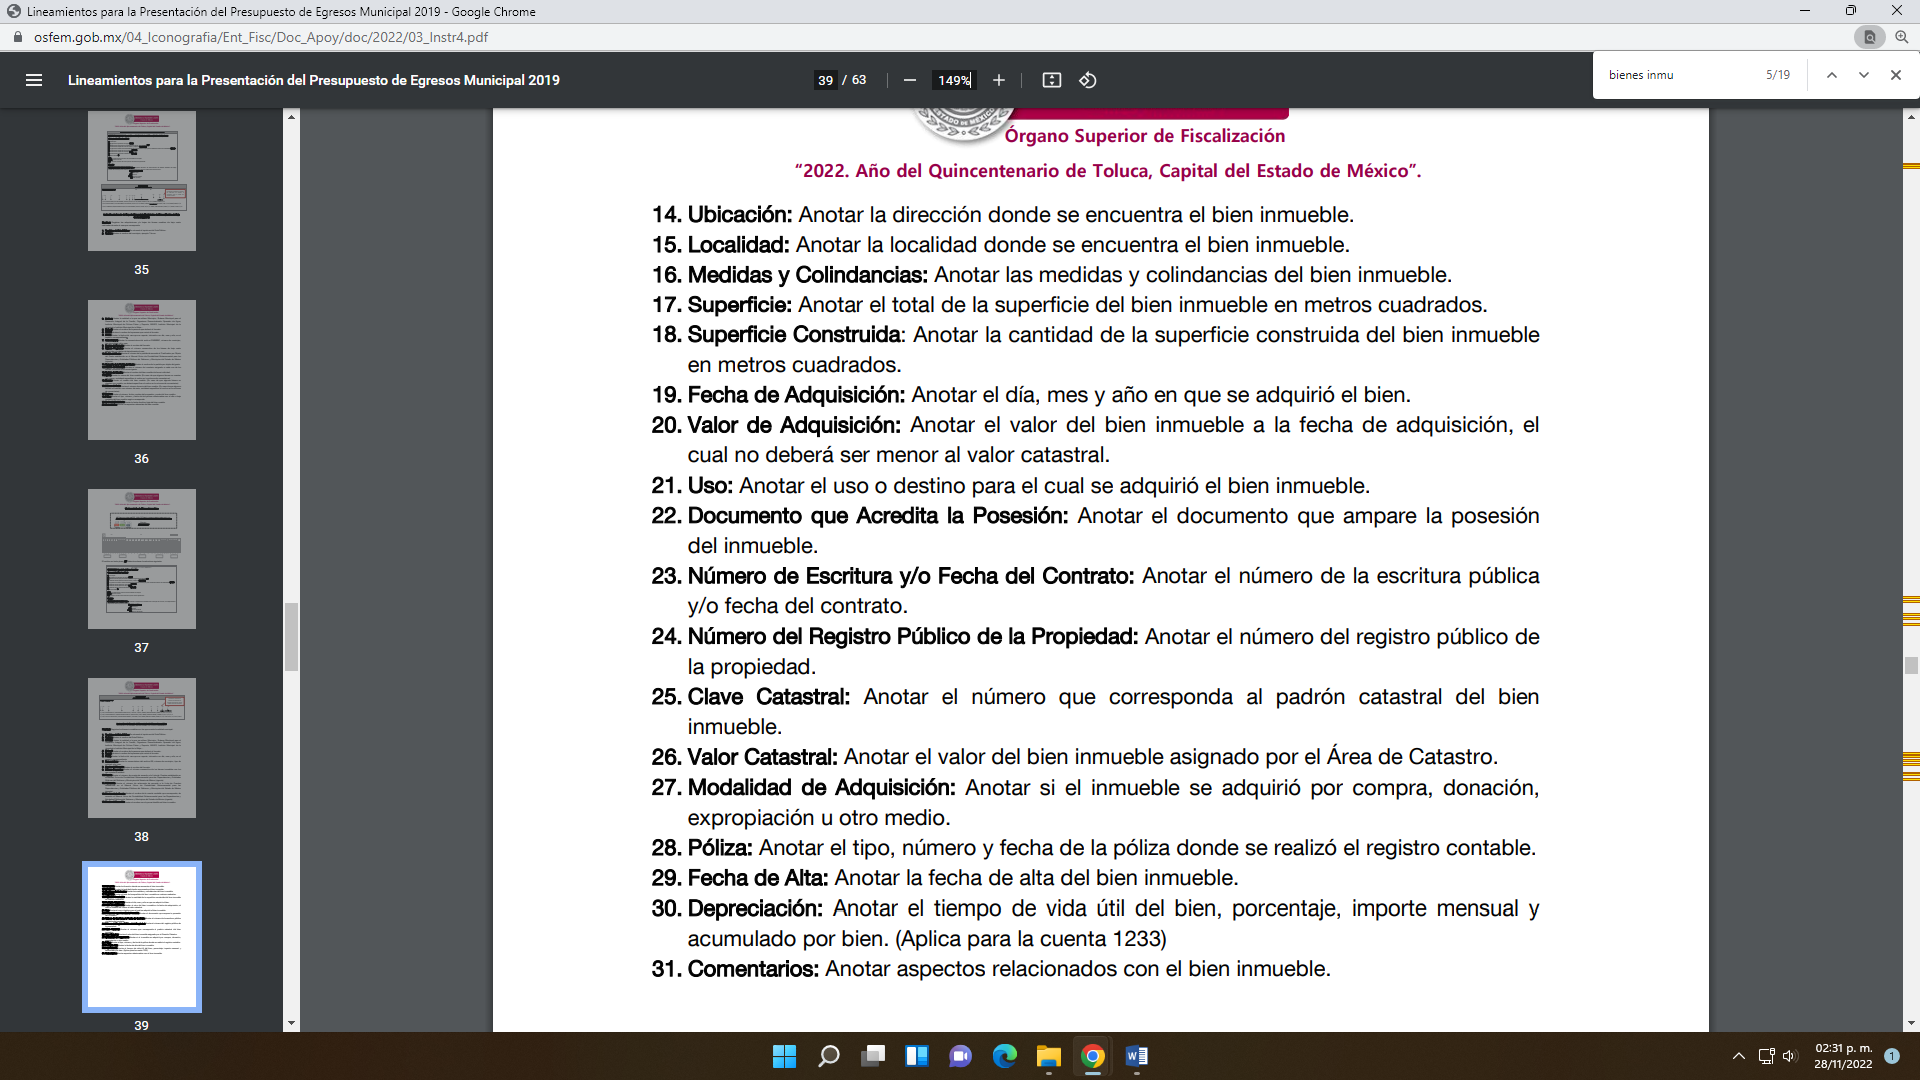 Lineamientos para la Presentación del Presupuesto de Egresos Municipal 2019 - Google Chrome
osfem.gob.mx/04_Iconografia/Ent_Fisc/Doc_Apoy/doc/2022/03_Instr4.pdf
Lineamientos para la Presentación del Presupuesto de Egresos Municipal 2019
39 / 63
149%
bienes inmu
5/19
35
36
37
38
39
ESTADO DE MÉXICO
Órgano Superior de Fiscalización
“2022. Año del Quincentenario de Toluca, Capital del Estado de México”.
14. Ubicación: Anotar la dirección donde se encuentra el bien inmueble.
15. Localidad: Anotar la localidad donde se encuentra el bien inmueble.
16. Medidas y Colindancias: Anotar las medidas y colindancias del bien inmueble.
17. Superficie: Anotar el total de la superficie del bien inmueble en metros cuadrados.
18. Superficie Construida: Anotar la cantidad de la superficie construida del bien inmueble
en metros cuadrados.
19. Fecha de Adquisición: Anotar el día, mes y año en que se adquirió el bien.
20. Valor de Adquisición: Anotar el valor del bien inmueble a la fecha de adquisición, el
cual no deberá ser menor al valor catastral.
21. Uso: Anotar el uso o destino para el cual se adquirió el bien inmueble.
22. Documento que Acredita la Posesión: Anotar el documento que ampare la posesión
del inmueble.
23. Número de Escritura y/o Fecha del Contrato: Anotar el número de la escritura pública
y/o fecha del contrato.
24. Número del Registro Público de la Propiedad: Anotar el número del registro público de
la propiedad.
25. Clave Catastral: Anotar el número que corresponda al padrón catastral del bien
inmueble.
26. Valor Catastral: Anotar el valor del bien inmueble asignado por el Área de Catastro.
27. Modalidad de Adquisición: Anotar si el inmueble se adquirió por compra, donación,
expropiación u otro medio.
28. Póliza: Anotar el tipo, número y fecha de la póliza donde se realizó el registro contable.
29. Fecha de Alta: Anotar la fecha de alta del bien inmueble.
30. Depreciación: Anotar el tiempo de vida útil del bien, porcentaje, importe mensual y
acumulado por bien. (Aplica para la cuenta 1233)
31. Comentarios: Anotar aspectos relacionados con el bien inmueble.
02:31 p. m.
28/11/2022
1